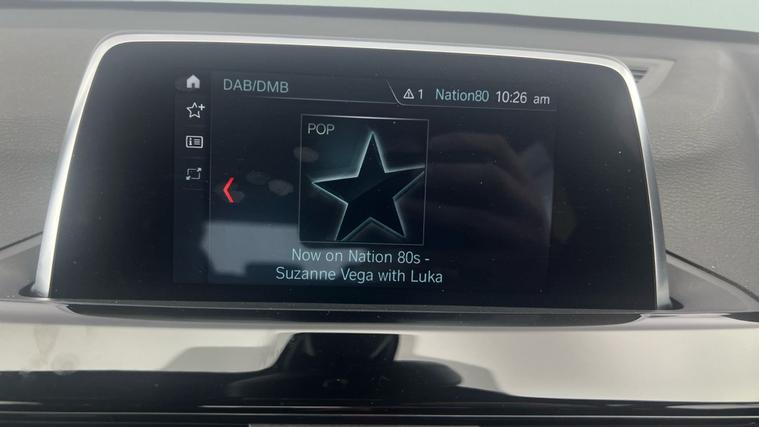 DAB/DMB
1 Nation80 10:26 am
POP
Now on Nation 80s -
Suzanne Vega with Luka